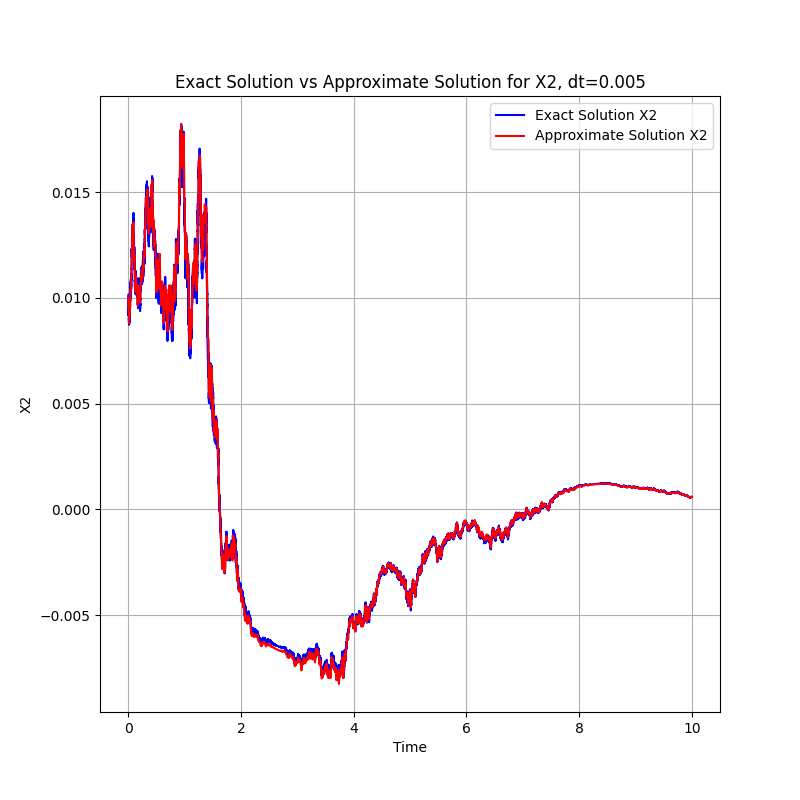 Exact Solution vs Approximate Solution for X2, dt=0.005
Exact Solution X2
Approximate Solution X2
0.015
0.010
0.005
0.000
−0.005
X2
0 2 4 6 8 10
Time